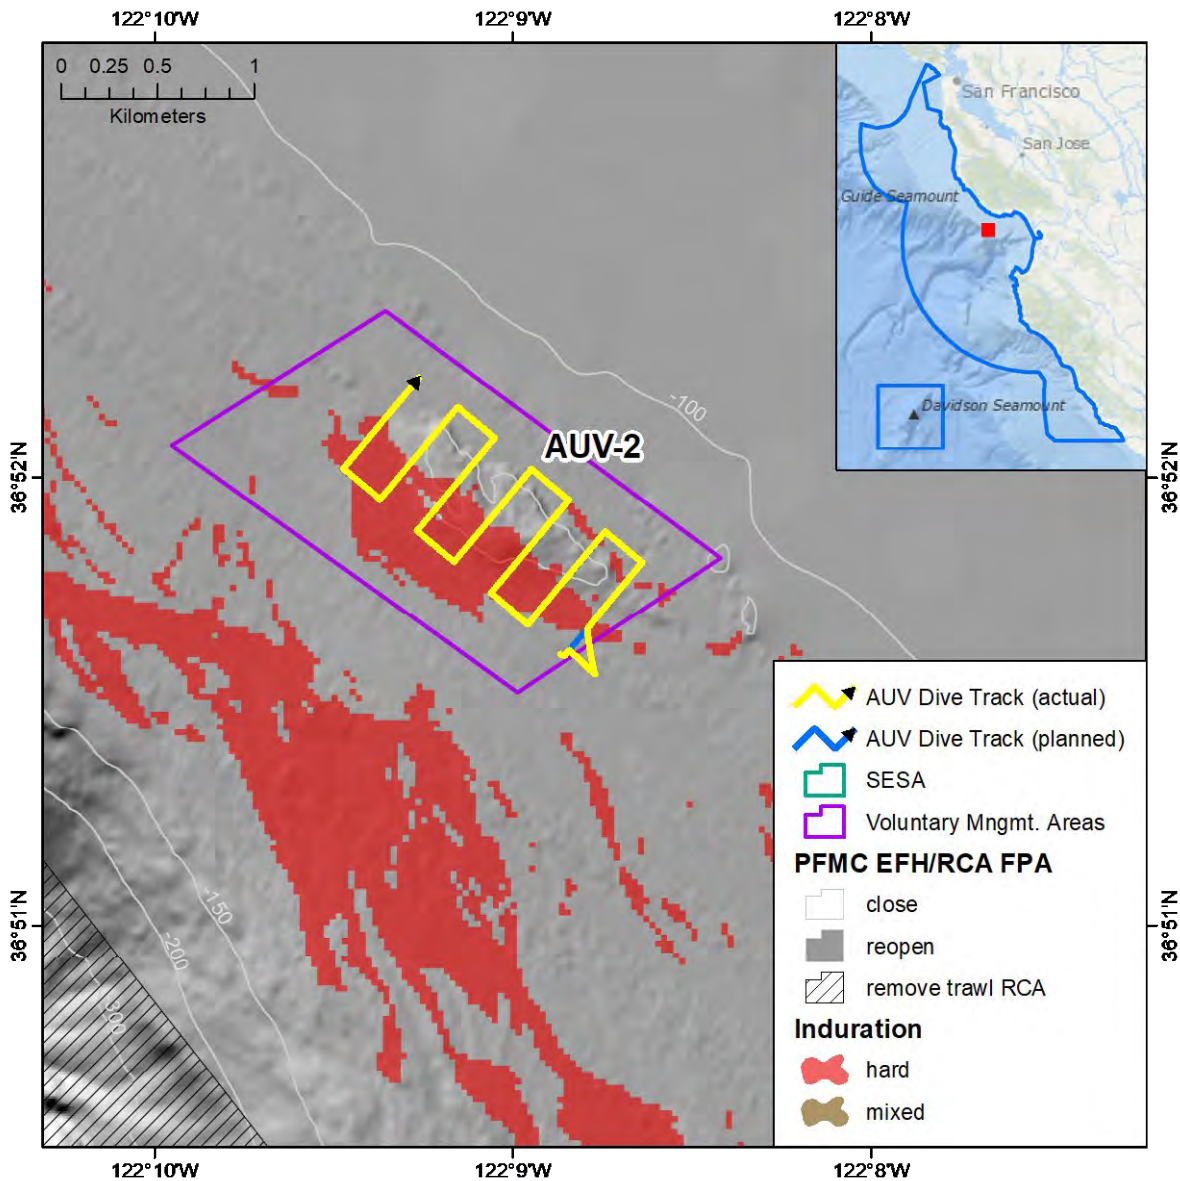 122°10'W
122°9'W
122°8'W
0 0.25 0.5 1
Kilometers
San Francisco
San Jose
Guide Seamount
Davidson Seamount
-100
AUV-2
36°52'N
36°52'N
AUV Dive Track (actual)
AUV Dive Track (planned)
SESA
Voluntary Mngmt. Areas
PFMC EFH/RCA FPA
close
reopen
remove trawl RCA
Induration
hard
mixed
-150
-200
-300
36°51'N
36°51'N
122°10'W
122°9'W
122°8'W